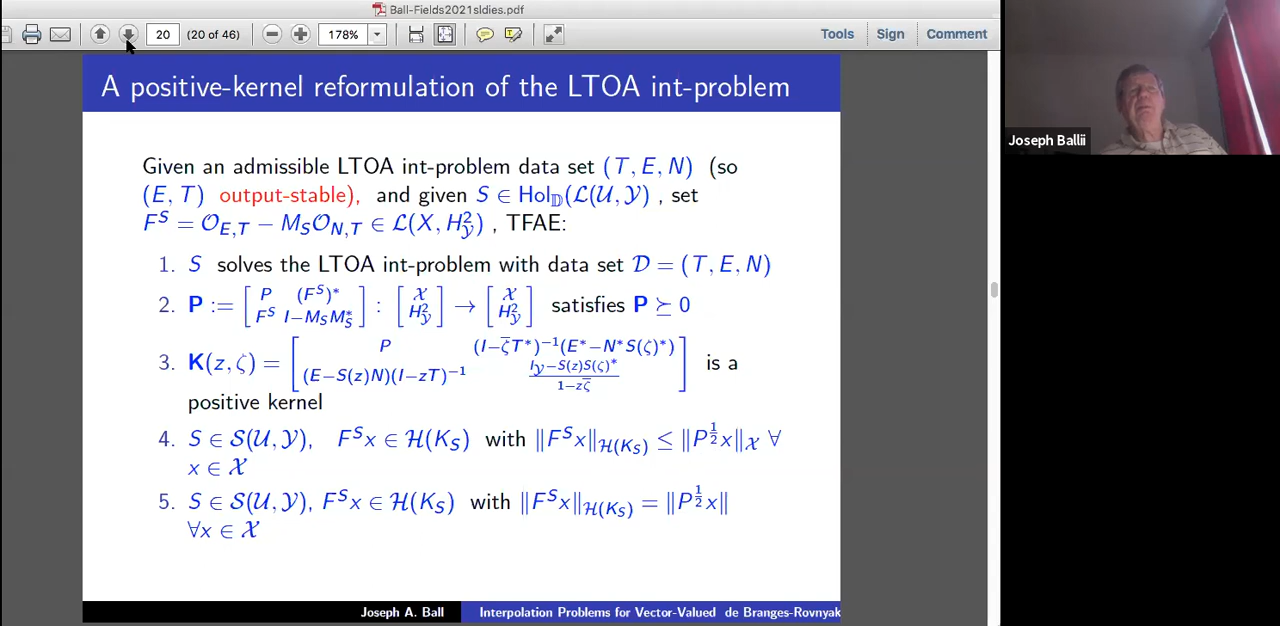 Ball-Fields2021sldies.pdf
20 (20 of 46) 178% Tools Sign Comment
A positive-kernel reformulation of the LTOA int-problem
Given an admissible LTOA int-problem data set (T, E, N) (so
(E, T) output-stable), and given S ∈ Hol_𝔻(ℒ(𝒰, 𝒴) , set
F^S = 𝒪_{E,T} − M_S𝒪_{N,T} ∈ ℒ(X, H²_𝒴) , TFAE:
1. S solves the LTOA int-problem with data set 𝒟 = (T, E, N)
2. P := [P (F^S)*; F^S I−M_S M_S*] : [𝒳; H²_𝒴] → [𝒳; H²_𝒴] satisfies P ⪰ 0
3. K(z, ζ) = [P (I−ζ̅T*)⁻¹(E*−N*S(ζ)*); (E−S(z)N)(I−zT)⁻¹ (I_𝒴−S(z)S(ζ)*)/(1−zζ̅)] is a
positive kernel
4. S ∈ 𝒮(𝒰, 𝒴), F^S x ∈ ℋ(K_S) with ‖F^S x‖_{ℋ(K_S)} ≤ ‖P^{1/2}x‖_𝒳 ∀
x ∈ 𝒳
5. S ∈ 𝒮(𝒰, 𝒴), F^S x ∈ ℋ(K_S) with ‖F^S x‖_{ℋ(K_S)} = ‖P^{1/2}x‖
∀x ∈ 𝒳
Joseph A. Ball Interpolation Problems for Vector-Valued de Branges-Rovnyak
Joseph Ballii